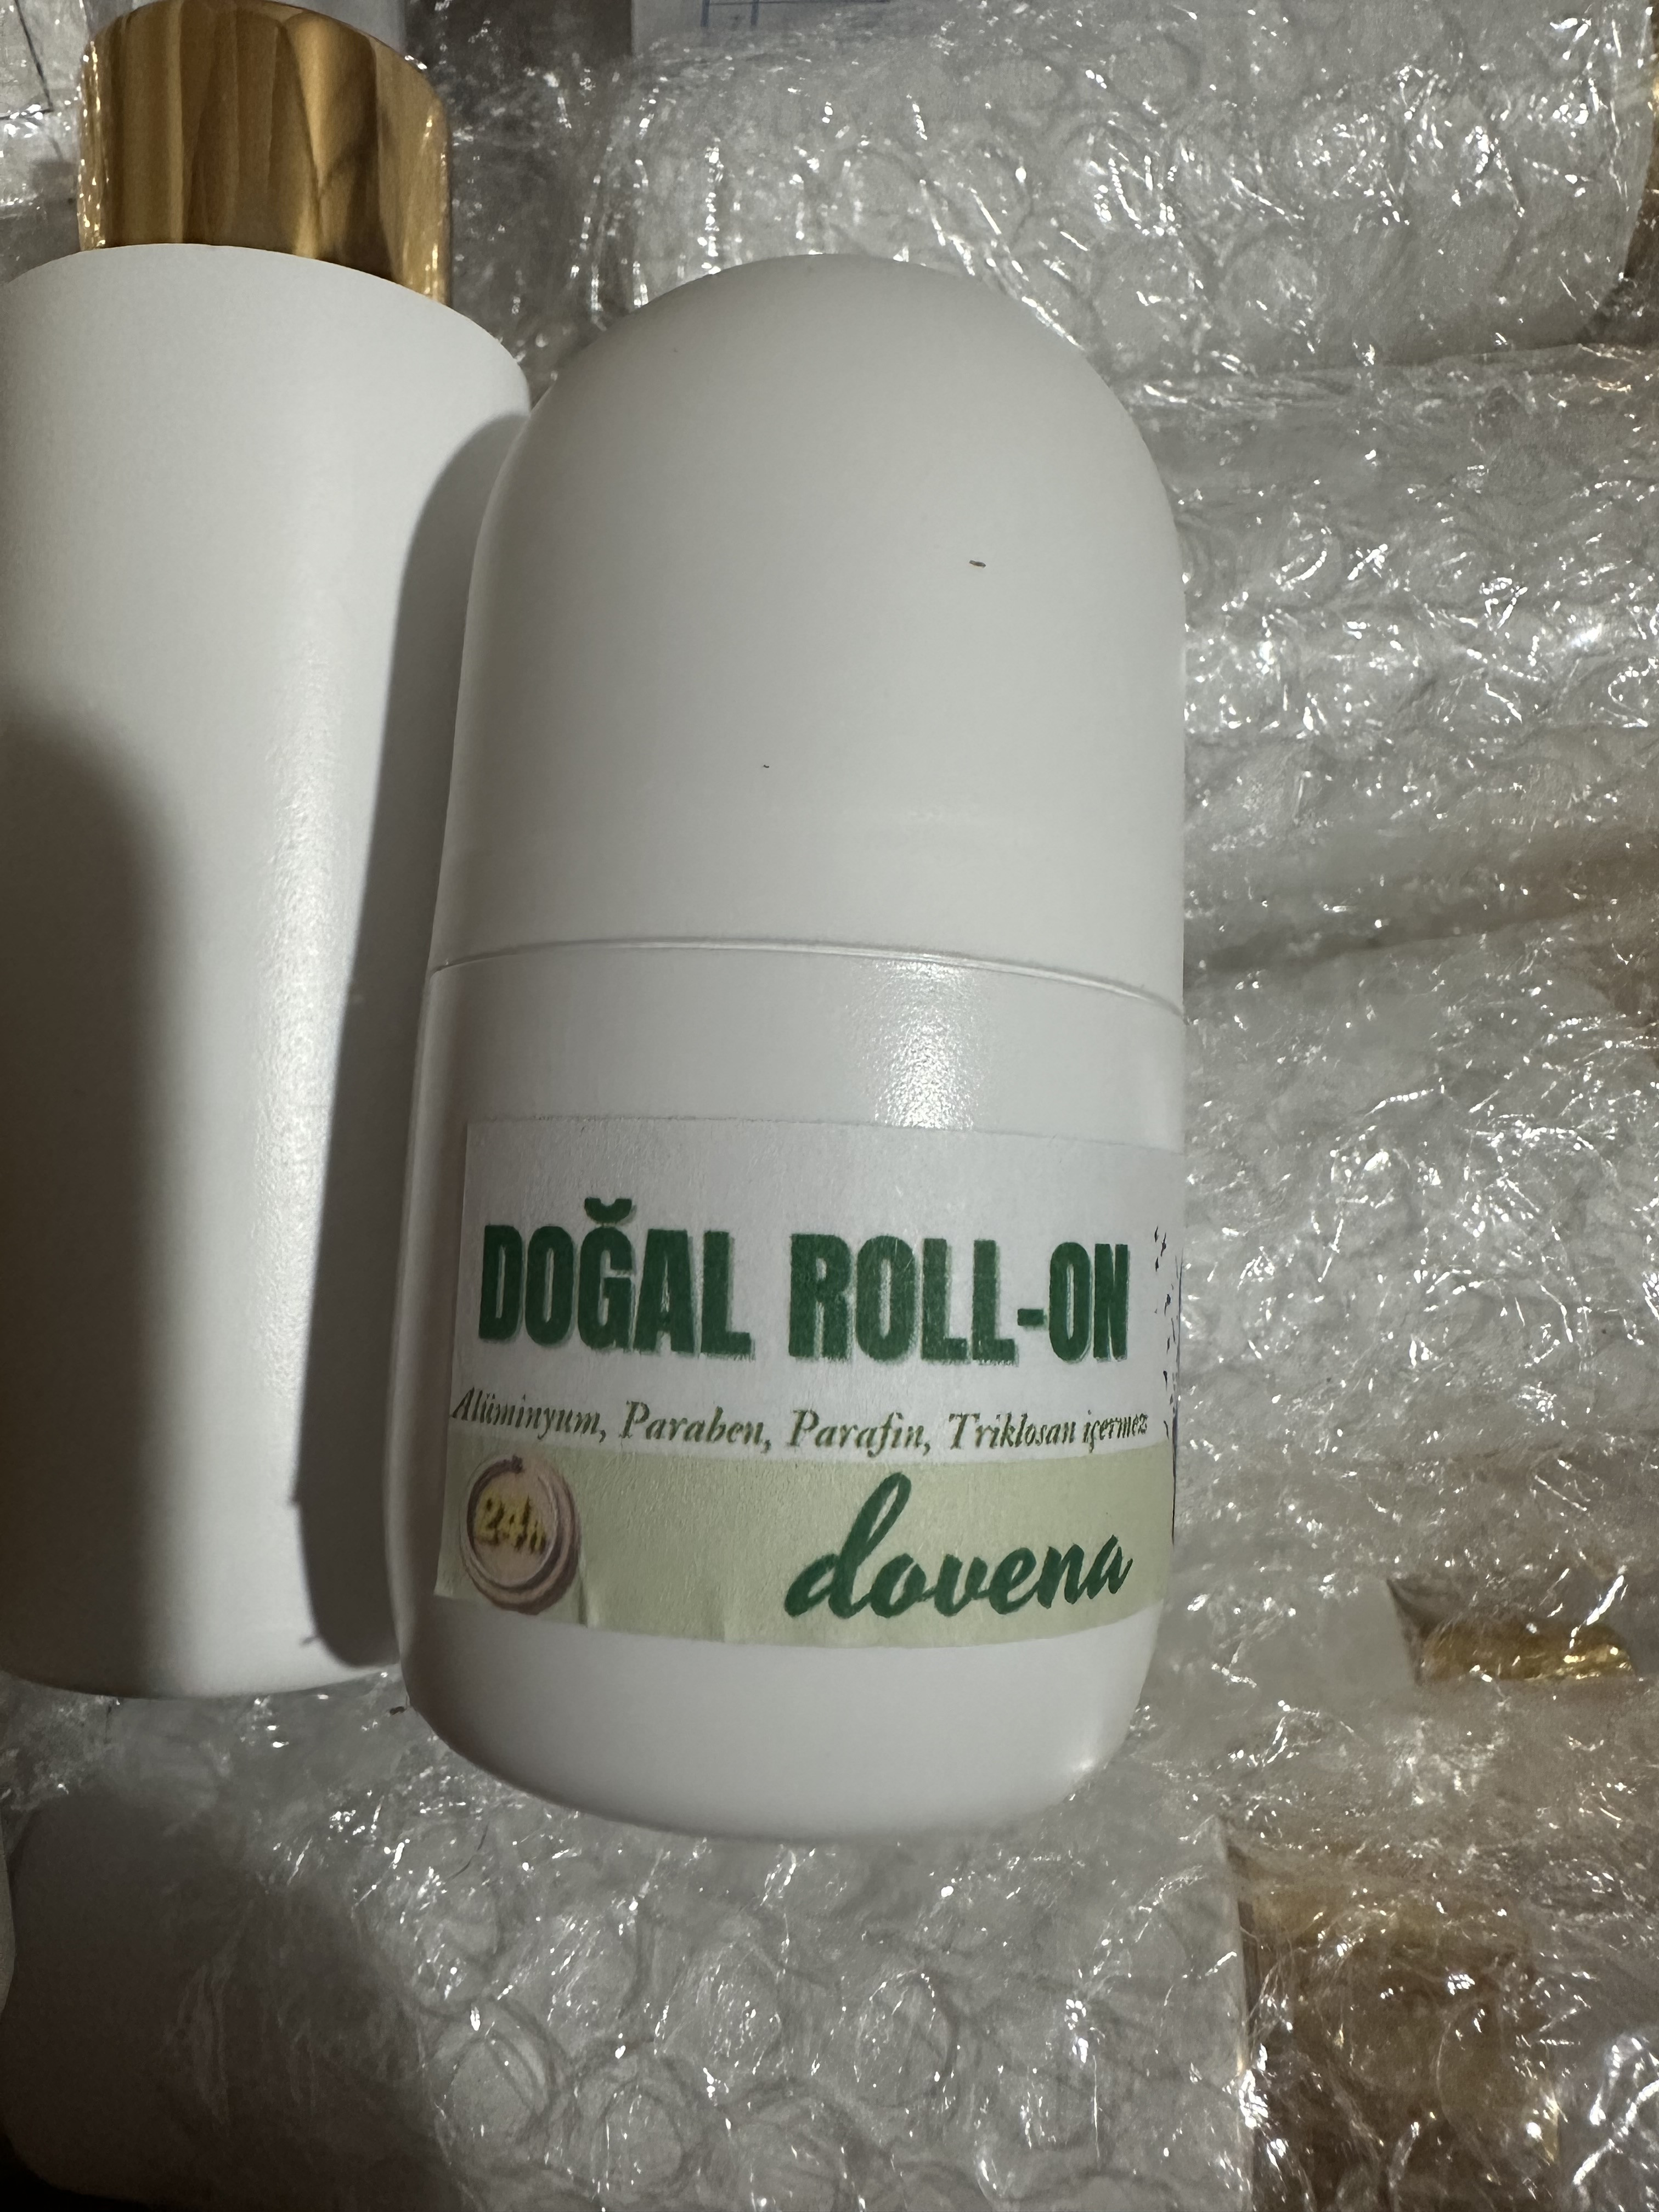 DOĞAL ROLL-ON
Alüminyum, Paraben, Parafin, Triklosan içermez
24h
dovena